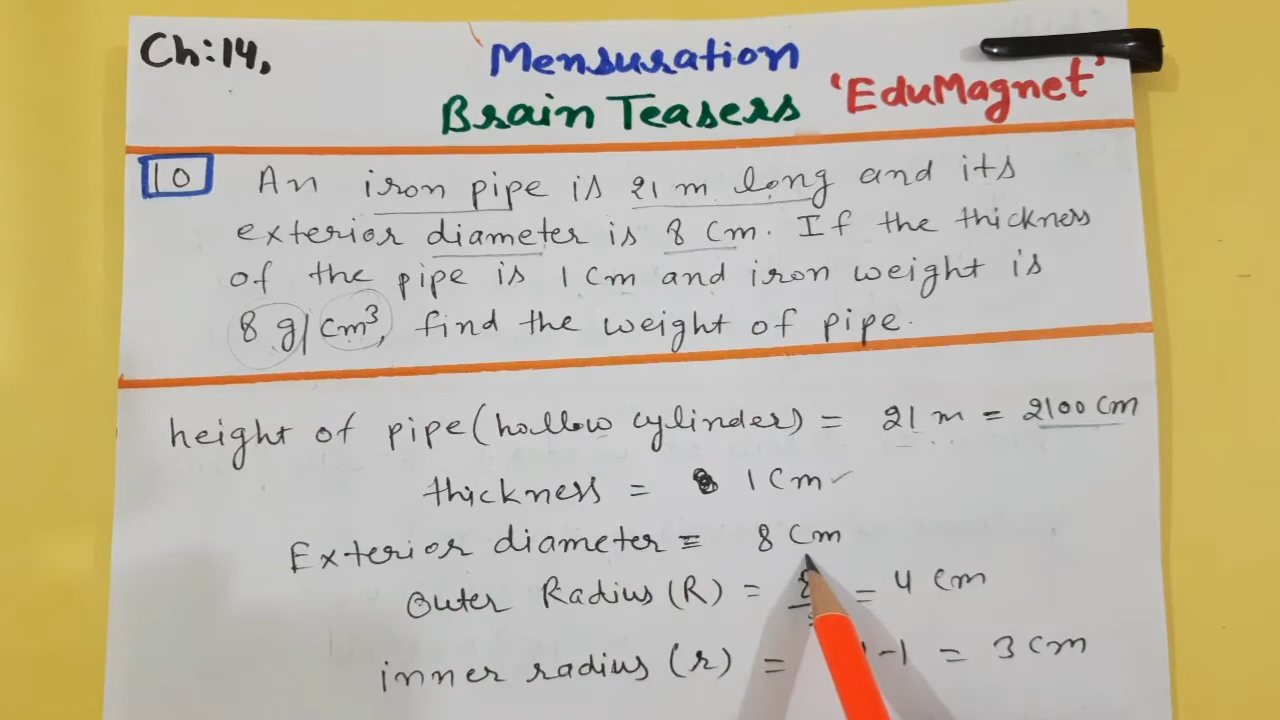 Ch:14,
Mensuration
Brain Teasers 'EduMagnet'
10 An iron pipe is 21 m long and its
exterior diameter is 8 cm. If the thickness
of the pipe is 1 cm and iron weight is
8 g/cm³, find the weight of pipe.
height of pipe (hollow cylinder) = 21 m = 2100 cm
thickness = 1 cm ✓
Exterior diameter = 8 cm
Outer Radius (R) = = 4 cm
inner radius (r) = -1 = 3 cm